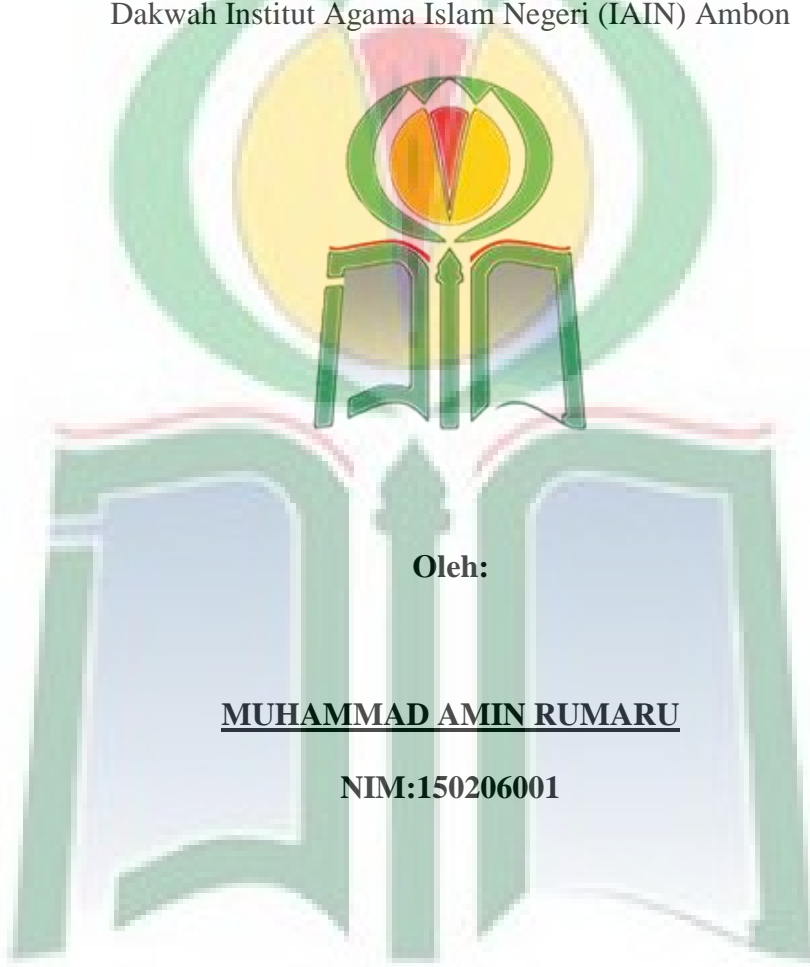 Dakwah Institut Agama Islam Negeri (IAIN) Ambon
Oleh:
MUHAMMAD AMIN RUMARU
NIM:150206001